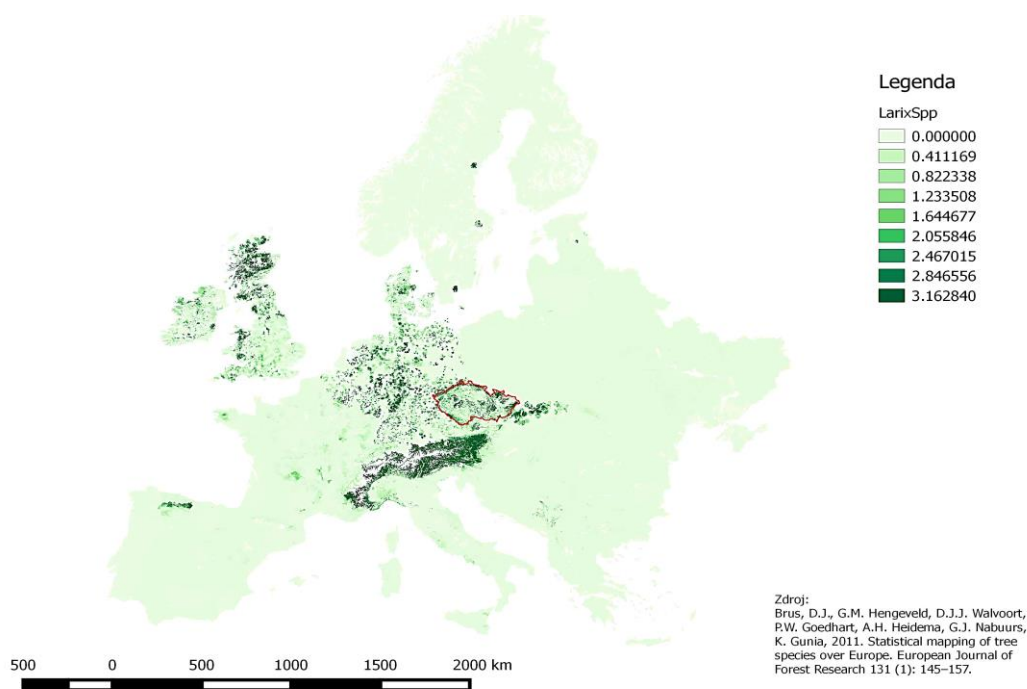 Legenda
LarixSpp
0.000000
0.411169
0.822338
1.233508
1.644677
2.055846
2.467015
2.846556
3.162840
Zdroj:
Brus, D.J., G.M. Hengeveld, D.J.J. Walvoort,
P.W. Goedhart, A.H. Heidema, G.J. Nabuurs,
K. Gunia, 2011. Statistical mapping of tree
species over Europe. European Journal of
Forest Research 131 (1): 145–157.
500 0 500 1000 1500 2000 km